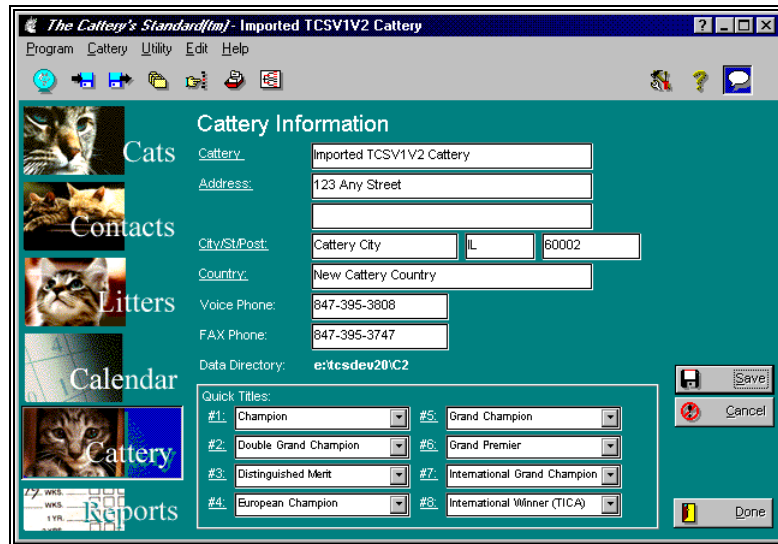 The Cattery's Standard[tm] - Imported TCSV1V2 Cattery
Program Cattery Utility Edit Help
Cats
Contacts
Litters
Calendar
Cattery
Reports
Cattery Information
Cattery Imported TCSV1V2 Cattery
Address: 123 Any Street
City/St/Post: Cattery City IL 60002
Country: New Cattery Country
Voice Phone: 847-395-3808
FAX Phone: 847-395-3747
Data Directory: e:\tcsdev20\C2
Quick Titles:
#1: Champion #5: Grand Champion
#2: Double Grand Champion #6: Grand Premier
#3: Distinguished Merit #7: International Grand Champion
#4: European Champion #8: International Winner (TICA)
Save
Cancel
Done
WKS.
WKS.
1 YR.